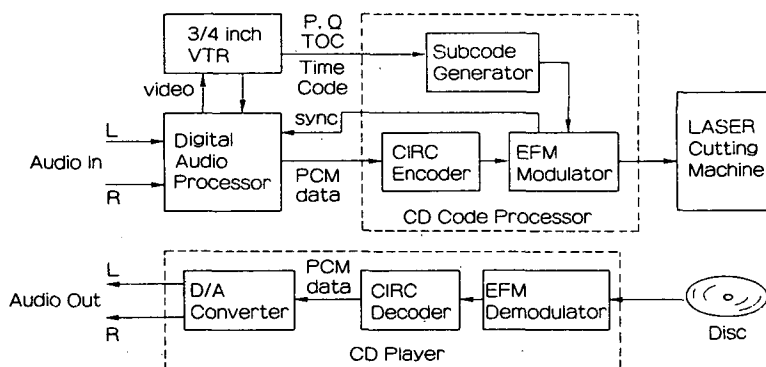 3/4 inch
VTR
P, Q
TOC
Time
Code
video
sync
Subcode
Generator
L
Audio In
R
Digital
Audio
Processor
PCM
data
CIRC
Encoder
EFM
Modulator
LASER
Cutting
Machine
CD Code Processor
L
Audio Out
R
D/A
Converter
PCM
data
CIRC
Decoder
EFM
Demodulator
Disc
CD Player